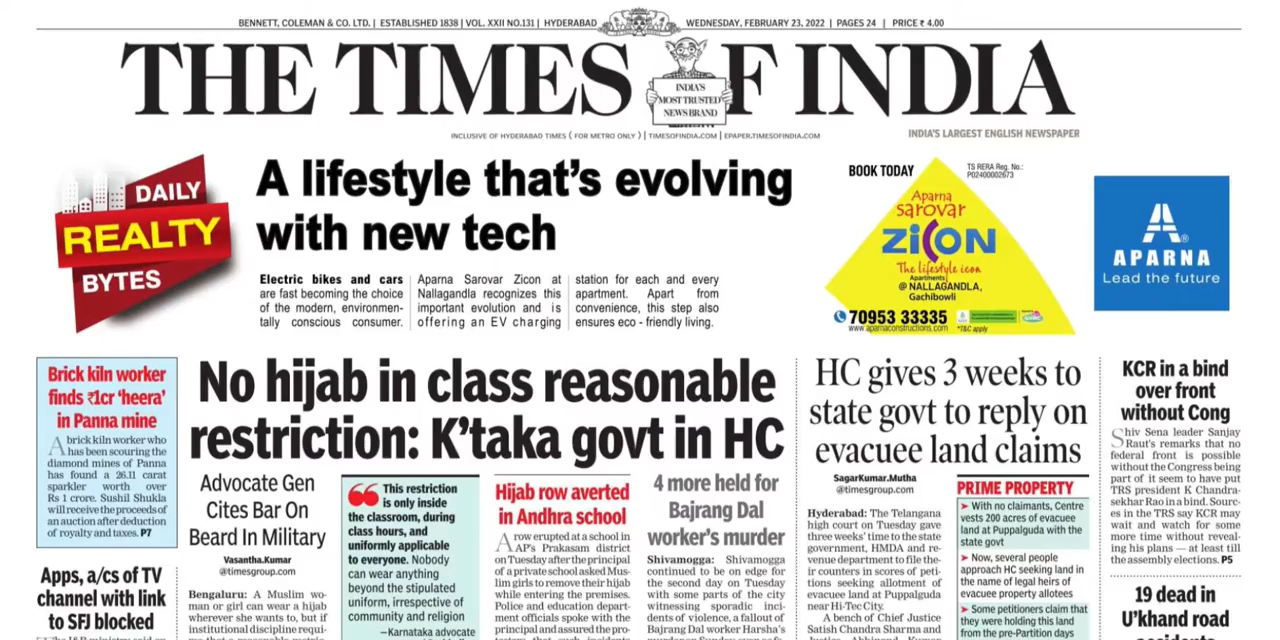 BENNETT, COLEMAN & CO. LTD. | ESTABLISHED 1838 | VOL. XXII NO.131 | HYDERABAD
WEDNESDAY, FEBRUARY 23, 2022 | PAGES 24 | PRICE ₹ 4.00
THE TIMES OF INDIA
INDIA'S
MOST TRUSTED
NEWS BRAND
INCLUSIVE OF HYDERABAD TIMES ( FOR METRO ONLY ) | TIMESOFINDIA.COM | EPAPER.TIMESOFINDIA.COM
INDIA'S LARGEST ENGLISH NEWSPAPER
DAILY
REALTY
BYTES
A lifestyle that's evolving
with new tech
Electric bikes and cars
are fast becoming the choice
of the modern, environmen-
tally conscious consumer.
Aparna Sarovar Zicon at
Nallagandla recognizes this
important evolution and is
offering an EV charging
station for each and every
apartment. Apart from
convenience, this step also
ensures eco - friendly living.
BOOK TODAY
TS RERA Reg. No.:
P02400002673
Aparna
sarovar
ZICON
The lifestyle icon
Apartments
@ NALLAGANDLA,
Gachibowli
70953 33335
www.aparnaconstructions.com
*T&C apply
APARNA
®
Lead the future
Brick kiln worker
finds ₹1cr 'heera'
in Panna mine
A brick kiln worker who
has been scouring the
diamond mines of Panna
has found a 26.11 carat
sparkler worth over
Rs 1 crore. Sushil Shukla
will receive the proceeds of
an auction after deduction
of royalty and taxes. P7
Apps, a/cs of TV
channel with link
to SFJ blocked
No hijab in class reasonable
restriction: K'taka govt in HC
Advocate Gen
Cites Bar On
Beard In Military
Vasantha.Kumar
@timesgroup.com
Bengaluru: A Muslim wo-
man or girl can wear a hijab
wherever she wants to, but if
institutional discipline requi-
This restriction
is only inside
the classroom, during
class hours, and
uniformly applicable
to everyone. Nobody
can wear anything
beyond the stipulated
uniform, irrespective of
community and religion
—Karnataka advocate
Hijab row averted
in Andhra school
A row erupted at a school in
AP's Prakasam district
on Tuesday after the principal
of a private school asked Mus-
lim girls to remove their hijab
while entering the premises.
Police and education depart-
ment officials spoke with the
principal and assured the pro-
4 more held for
Bajrang Dal
worker's murder
Shivamogga: Shivamogga
continued to be on edge for
the second day on Tuesday
with some parts of the city
witnessing sporadic inci-
dents of violence, a fallout of
Bajrang Dal worker Harsha's
HC gives 3 weeks to
state govt to reply on
evacuee land claims
SagarKumar.Mutha
@timesgroup.com
Hyderabad: The Telangana
high court on Tuesday gave
three weeks' time to the state
government, HMDA and re-
venue department to file the-
ir counters in scores of peti-
tions seeking allotment of
evacuee land at Puppalguda
near Hi-Tec City.
A bench of Chief Justice
Satish Chandra Sharma and
PRIME PROPERTY
➤ With no claimants, Centre
vests 200 acres of evacuee
land at Puppalguda with the
state govt
➤ Now, several people
approach HC seeking land
in the name of legal heirs of
evacuee property allotees
➤ Some petitioners claim that
they were holding this land
from the pre-Partition days
KCR in a bind
over front
without Cong
Shiv Sena leader Sanjay
Raut's remarks that no
federal front is possible
without the Congress being
part of it seem to have put
TRS president K Chandra-
sekhar Rao in a bind. Sourc-
es in the TRS say KCR may
wait and watch for some
more time without reveal-
ing his plans — at least till
the assembly elections. P5
19 dead in
U'khand road